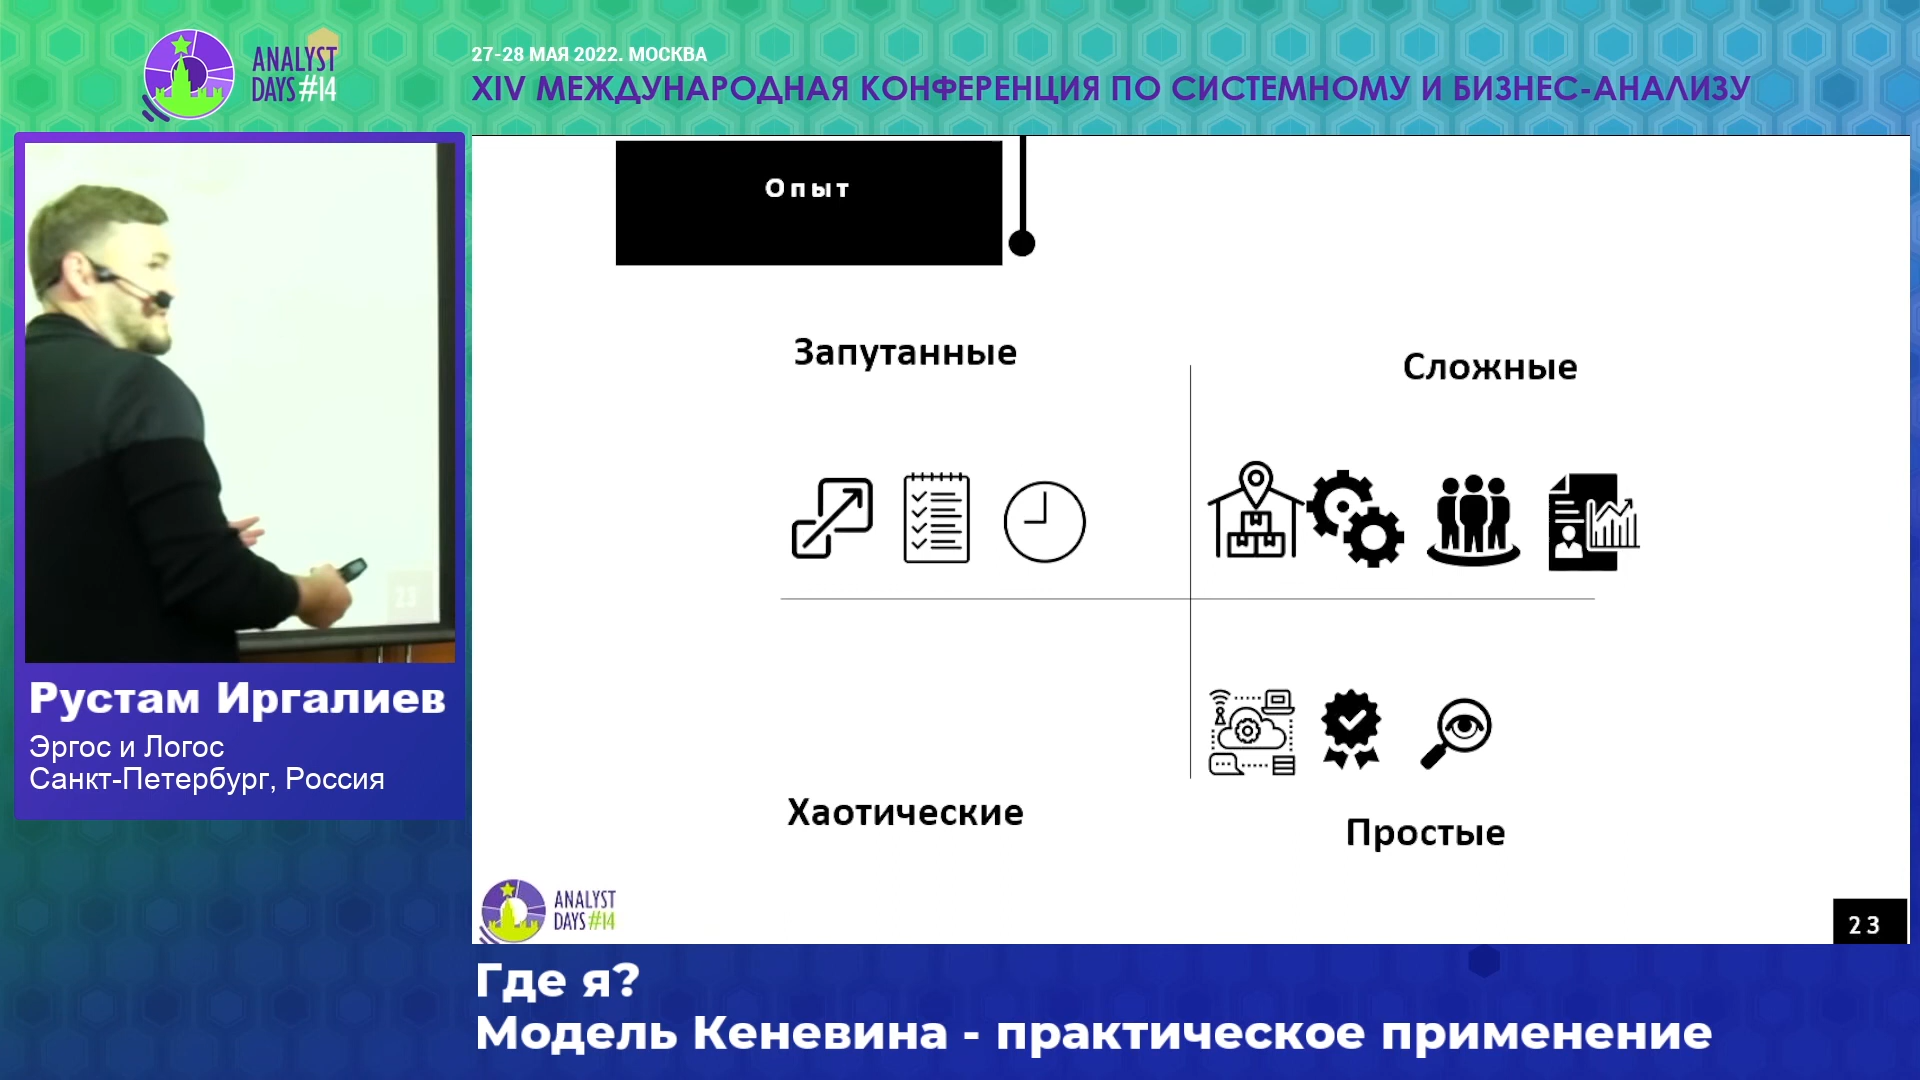 ANALYST
DAYS#14
27-28 МАЯ 2022. МОСКВА
XIV МЕЖДУНАРОДНАЯ КОНФЕРЕНЦИЯ ПО СИСТЕМНОМУ И БИЗНЕС-АНАЛИЗУ
Опыт
Запутанные
Сложные
Хаотические
Простые
ANALYST
DAYS#14
23
23
Рустам Иргалиев
Эргос и Логос
Санкт-Петербург, Россия
Где я?
Модель Кеневина - практическое применение